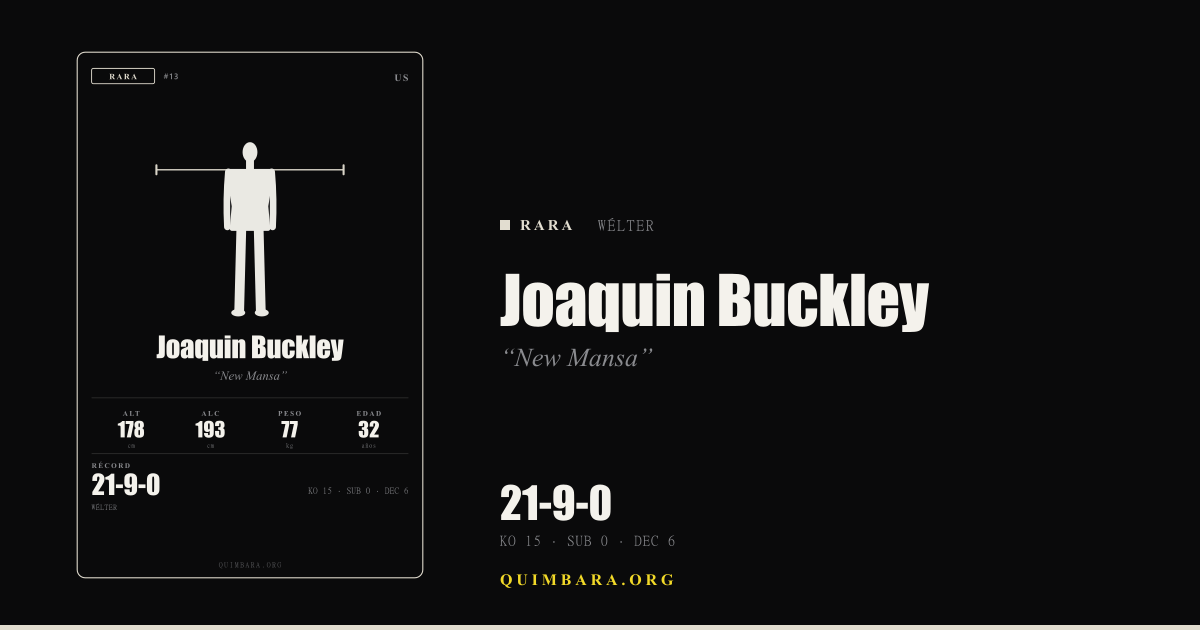 RARA #13 US
Joaquin Buckley
“New Mansa”
ALT ALC PESO EDAD
178 193 77 32
cm cm kg años
RÉCORD
21-9-0 KO 15 · SUB 0 · DEC 6
WÉLTER
QUIMBARA.ORG
RARA WÉLTER
Joaquin Buckley
“New Mansa”
21-9-0
KO 15 · SUB 0 · DEC 6
QUIMBARA.ORG